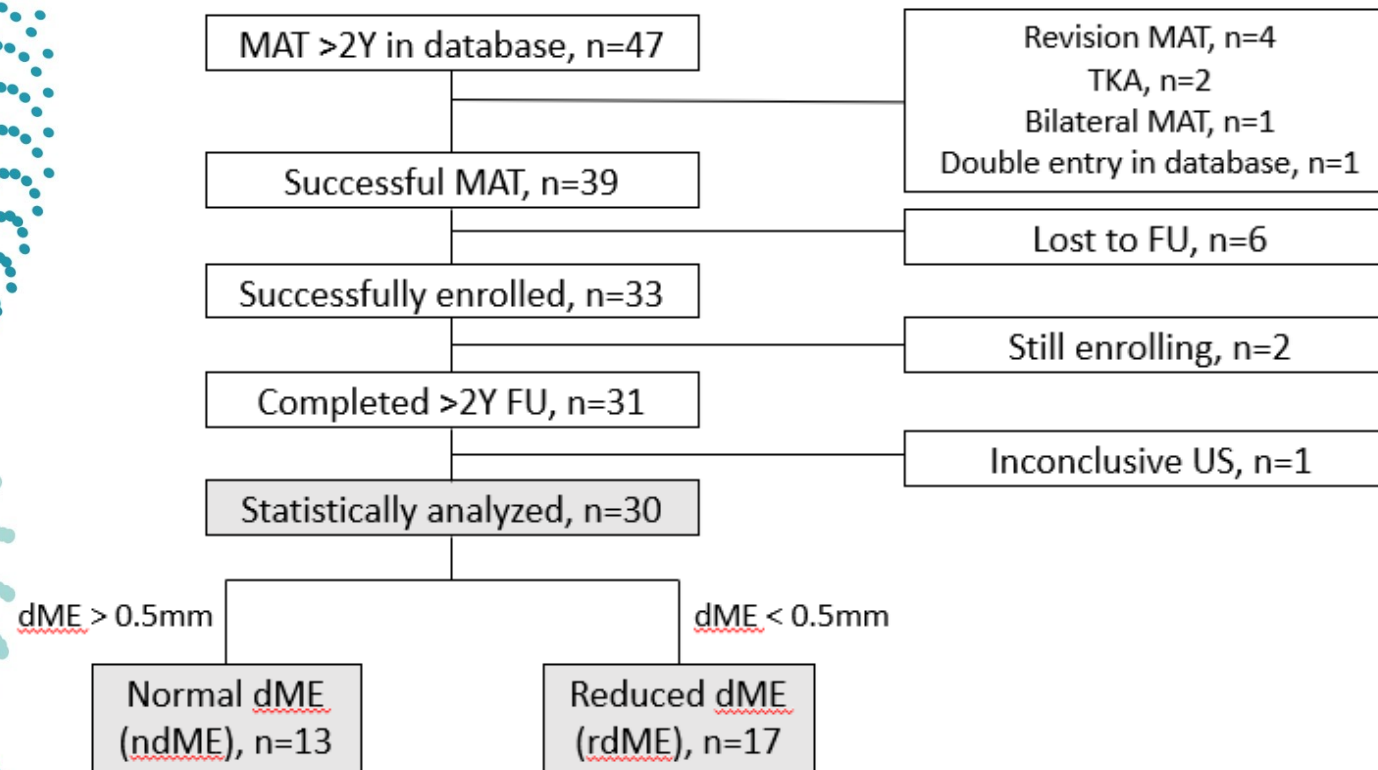 MAT >2Y in database, n=47
Revision MAT, n=4
TKA, n=2
Bilateral MAT, n=1
Double entry in database, n=1
Successful MAT, n=39
Lost to FU, n=6
Successfully enrolled, n=33
Still enrolling, n=2
Completed >2Y FU, n=31
Inconclusive US, n=1
Statistically analyzed, n=30
dME > 0.5mm
dME < 0.5mm
Normal dME
(ndME), n=13
Reduced dME
(rdME), n=17